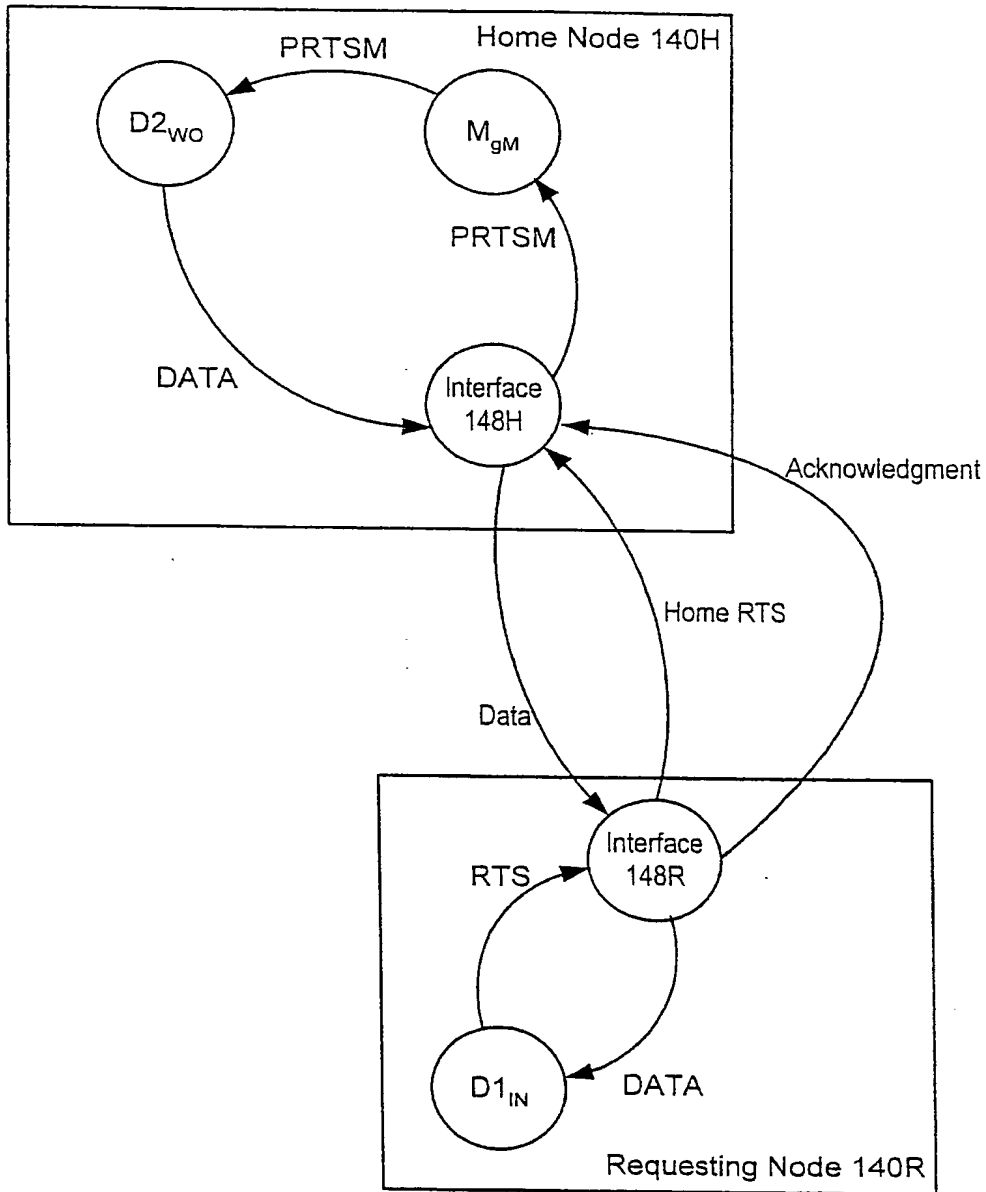 Home Node 140H
PRTSM
D2WO
MgM
PRTSM
DATA
Interface
148H
Acknowledgment
Home RTS
Data
Interface
148R
RTS
D1IN
DATA
Requesting Node 140R